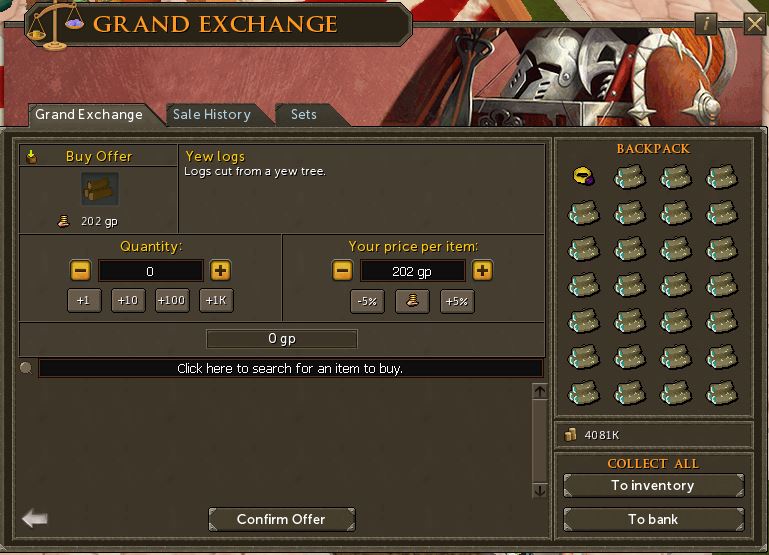 GRAND EXCHANGE
i
Grand Exchange
Sale History
Sets
Buy Offer
202 gp
Yew logs
Logs cut from a yew tree.
Quantity:
0
+1
+10
+100
+1K
Your price per item:
202 gp
-5%
+5%
0 gp
Click here to search for an item to buy.
Confirm Offer
BACKPACK
4081K
COLLECT ALL
To inventory
To bank